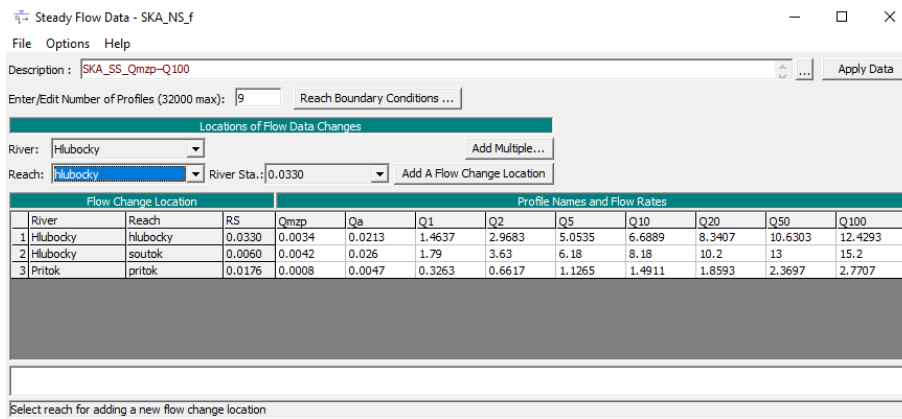 Steady Flow Data - SKA_NS_f
File Options Help
Description : SKA_SS_Qmzp-Q100 ... Apply Data
Enter/Edit Number of Profiles (32000 max): 9 Reach Boundary Conditions ...
Locations of Flow Data Changes
River: Hlubocky Add Multiple...
Reach: hlubocky River Sta.: 0.0330 Add A Flow Change Location
Flow Change Location Profile Names and Flow Rates
River Reach RS Qmzp Qa Q1 Q2 Q5 Q10 Q20 Q50 Q100
1 Hlubocky hlubocky 0.0330 0.0034 0.0213 1.4637 2.9683 5.0535 6.6889 8.3407 10.6303 12.4293
2 Hlubocky soutok 0.0060 0.0042 0.026 1.79 3.63 6.18 8.18 10.2 13 15.2
3 Pritok pritok 0.0176 0.0008 0.0047 0.3263 0.6617 1.1265 1.4911 1.8593 2.3697 2.7707
Select reach for adding a new flow change location